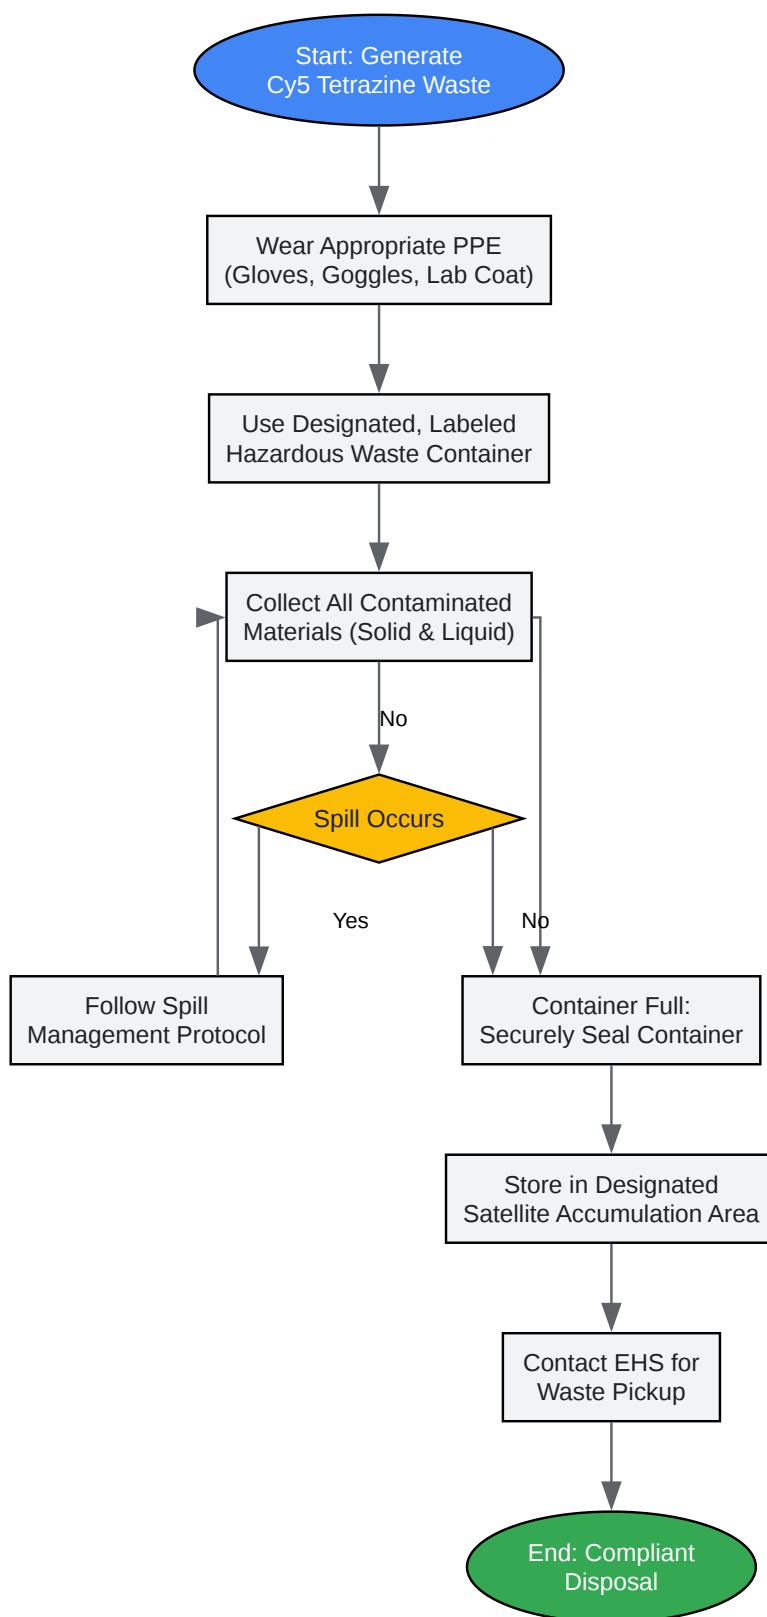 Start: Generate
Cy5 Tetrazine Waste
Wear Appropriate PPE
(Gloves, Goggles, Lab Coat)
Use Designated, Labeled
Hazardous Waste Container
Collect All Contaminated
Materials (Solid & Liquid)
No
Spill Occurs
Yes
No
Follow Spill
Management Protocol
Container Full:
Securely Seal Container
Store in Designated
Satellite Accumulation Area
Contact EHS for
Waste Pickup
End: Compliant
Disposal